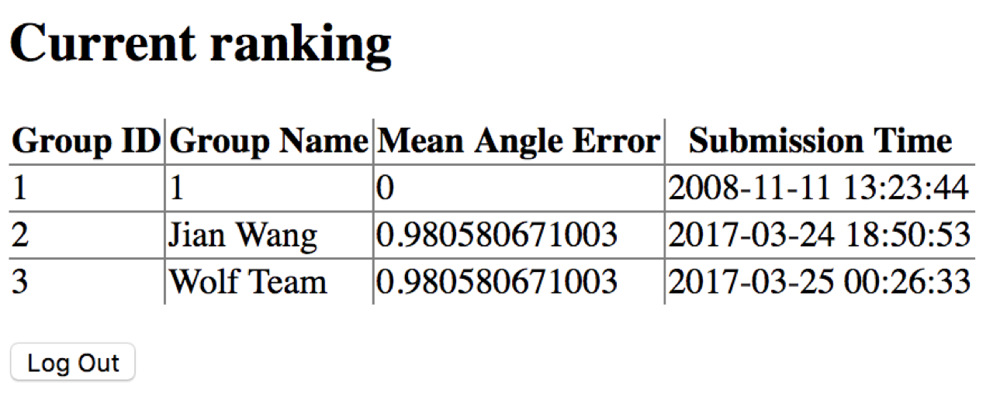 Current ranking
Group ID Group Name Mean Angle Error Submission Time
1 1 0 2008-11-11 13:23:44
2 Jian Wang 0.980580671003 2017-03-24 18:50:53
3 Wolf Team 0.980580671003 2017-03-25 00:26:33
Log Out